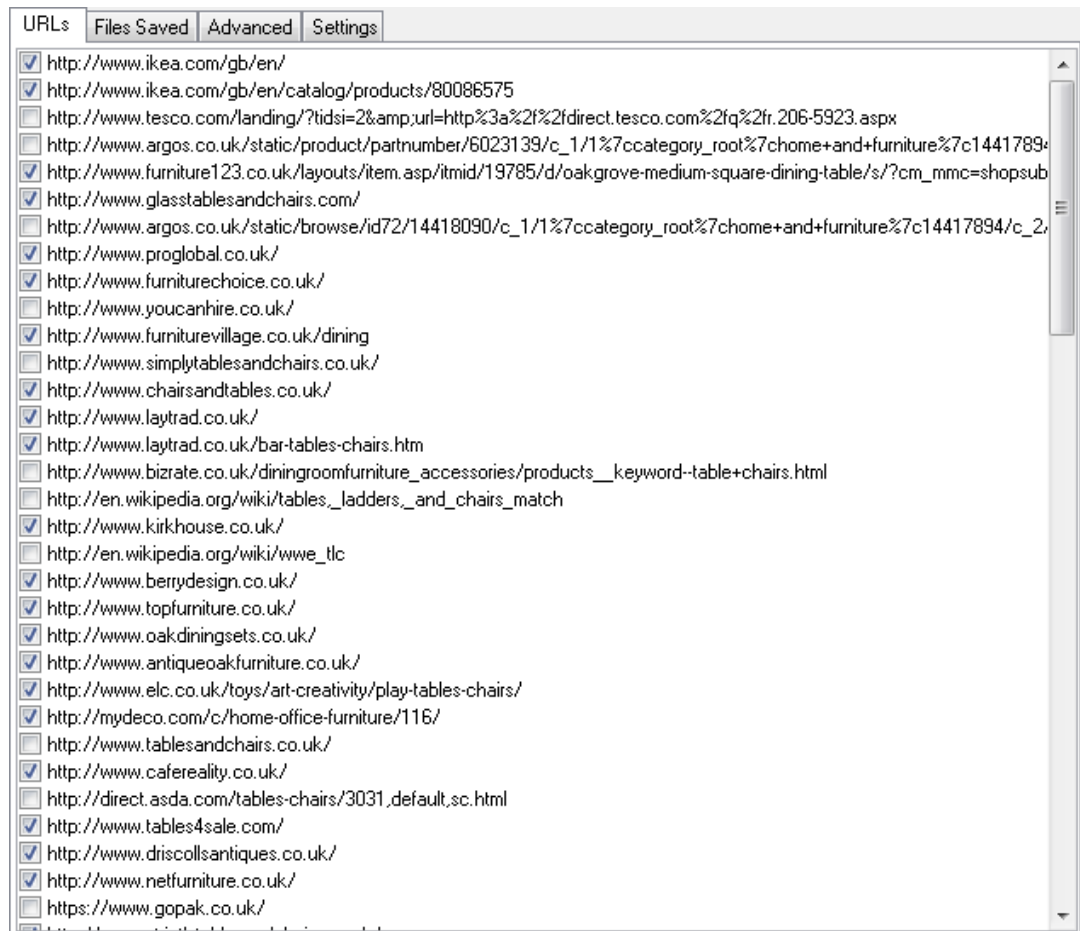 URLs Files Saved Advanced Settings
http://www.ikea.com/gb/en/
http://www.ikea.com/gb/en/catalog/products/80086575
http://www.tesco.com/landing/?tidsi=2&amp;url=http%3a%2f%2fdirect.tesco.com%2fq%2fr.206-5923.aspx
http://www.argos.co.uk/static/product/partnumber/6023139/c_1/1%7ccategory_root%7chome+and+furniture%7c14417894
http://www.furniture123.co.uk/layouts/item.asp/itmid/19785/d/oakgrove-medium-square-dining-table/s/?cm_mmc=shopsub
http://www.glasstablesandchairs.com/
http://www.argos.co.uk/static/browse/id72/14418090/c_1/1%7ccategory_root%7chome+and+furniture%7c14417894/c_2/
http://www.proglobal.co.uk/
http://www.furniturechoice.co.uk/
http://www.youcanhire.co.uk/
http://www.furniturevillage.co.uk/dining
http://www.simplytablesandchairs.co.uk/
http://www.chairsandtables.co.uk/
http://www.laytrad.co.uk/
http://www.laytrad.co.uk/bar-tables-chairs.htm
http://www.bizrate.co.uk/diningroomfurniture_accessories/products__keyword--table+chairs.html
http://en.wikipedia.org/wiki/tables,_ladders,_and_chairs_match
http://www.kirkhouse.co.uk/
http://en.wikipedia.org/wiki/wwe_tlc
http://www.berrydesign.co.uk/
http://www.topfurniture.co.uk/
http://www.oakdiningsets.co.uk/
http://www.antiqueoakfurniture.co.uk/
http://www.elc.co.uk/toys/art-creativity/play-tables-chairs/
http://mydeco.com/c/home-office-furniture/116/
http://www.tablesandchairs.co.uk/
http://www.cafereality.co.uk/
http://direct.asda.com/tables-chairs/3031,default,sc.html
http://www.tables4sale.com/
http://www.driscollsantiques.co.uk/
http://www.netfurniture.co.uk/
https://www.gopak.co.uk/